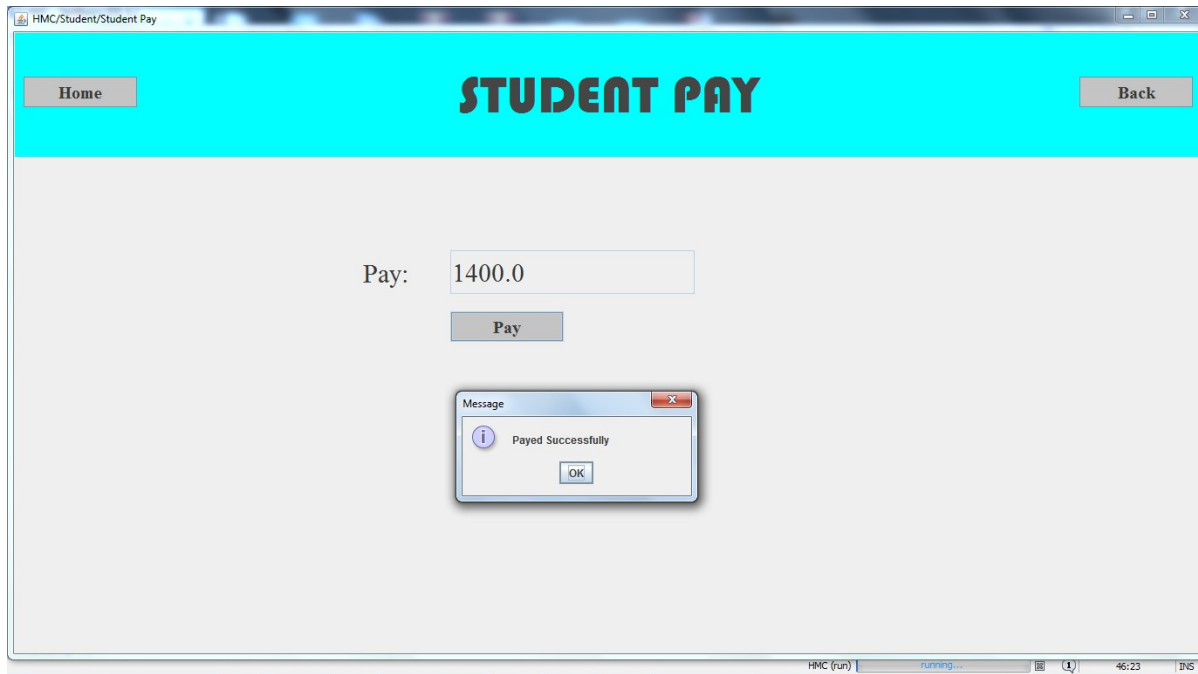 HMC/Student/Student Pay
Home
STUDENT PAY
Back
Pay:
1400.0
Pay
Message
Payed Successfully
OK
HMC (run)
running...
1
46:23
INS